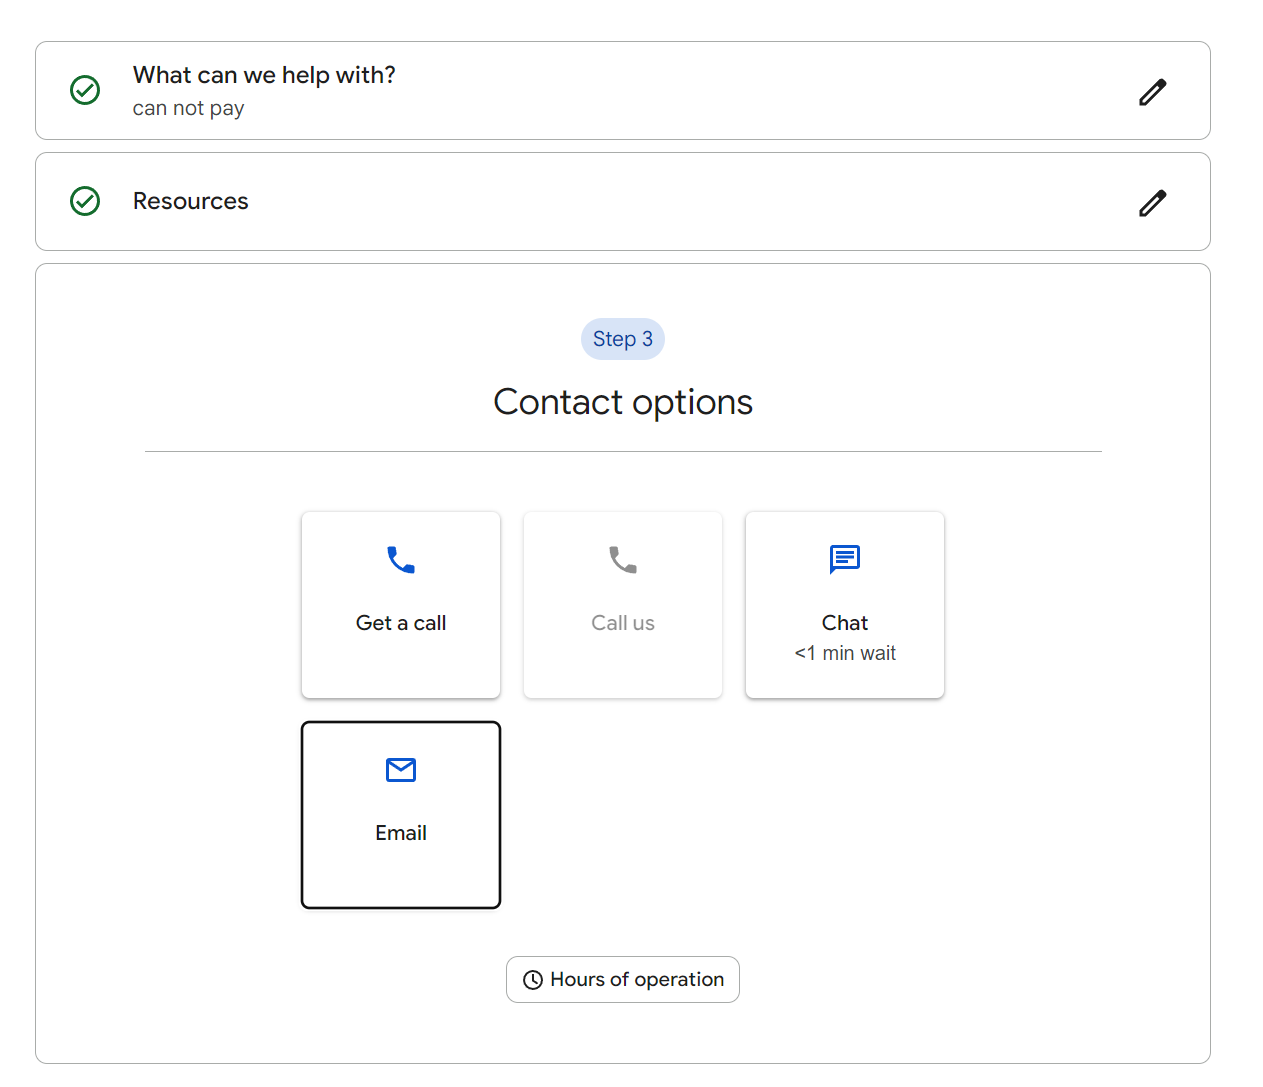 What can we help with?
can not pay
Resources
Step 3
Contact options
Get a call
Call us
Chat
<1 min wait
Email
Hours of operation